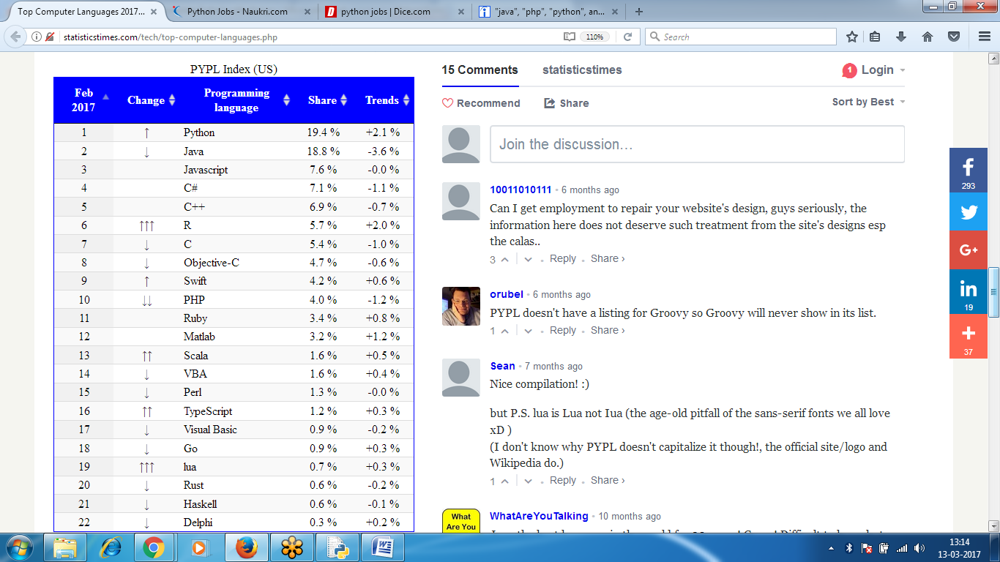 Top Computer Languages 2017...
Python Jobs - Naukri.com
python jobs | Dice.com
"java", "php", "python", an...
statisticstimes.com/tech/top-computer-languages.php
110%
Search
PYPL Index (US)
Feb 2017 Change Programming language Share Trends
1 ↑ Python 19.4 % +2.1 %
2 ↓ Java 18.8 % -3.6 %
3 Javascript 7.6 % -0.0 %
4 C# 7.1 % -1.1 %
5 C++ 6.9 % -0.7 %
6 ↑↑↑ R 5.7 % +2.0 %
7 ↓ C 5.4 % -1.0 %
8 ↓ Objective-C 4.7 % -0.6 %
9 ↑ Swift 4.2 % +0.6 %
10 ↓↓ PHP 4.0 % -1.2 %
11 Ruby 3.4 % +0.8 %
12 Matlab 3.2 % +1.2 %
13 ↑↑ Scala 1.6 % +0.5 %
14 ↓ VBA 1.6 % +0.4 %
15 ↓ Perl 1.3 % -0.0 %
16 ↑↑ TypeScript 1.2 % +0.3 %
17 ↓ Visual Basic 0.9 % -0.2 %
18 ↓ Go 0.9 % +0.3 %
19 ↑↑↑ lua 0.7 % +0.3 %
20 ↓ Rust 0.6 % -0.2 %
21 ↓ Haskell 0.6 % -0.1 %
22 ↓ Delphi 0.3 % +0.2 %
15 Comments statisticstimes 1 Login
Recommend Share Sort by Best
Join the discussion...
10011010111 • 6 months ago
Can I get employment to repair your website's design, guys seriously, the
information here does not deserve such treatment from the site's designs esp
the calas..
3 Reply • Share ›
orubel • 6 months ago
PYPL doesn't have a listing for Groovy so Groovy will never show in its list.
1 Reply • Share ›
Sean • 7 months ago
Nice compilation! :)
but P.S. lua is Lua not Iua (the age-old pitfall of the sans-serif fonts we all love
xD )
(I don't know why PYPL doesn't capitalize it though!, the official site/logo and
Wikipedia do.)
1 Reply • Share ›
What
Are You
WhatAreYouTalking • 10 months ago
293
G+
in
19
37
13:14
13-03-2017